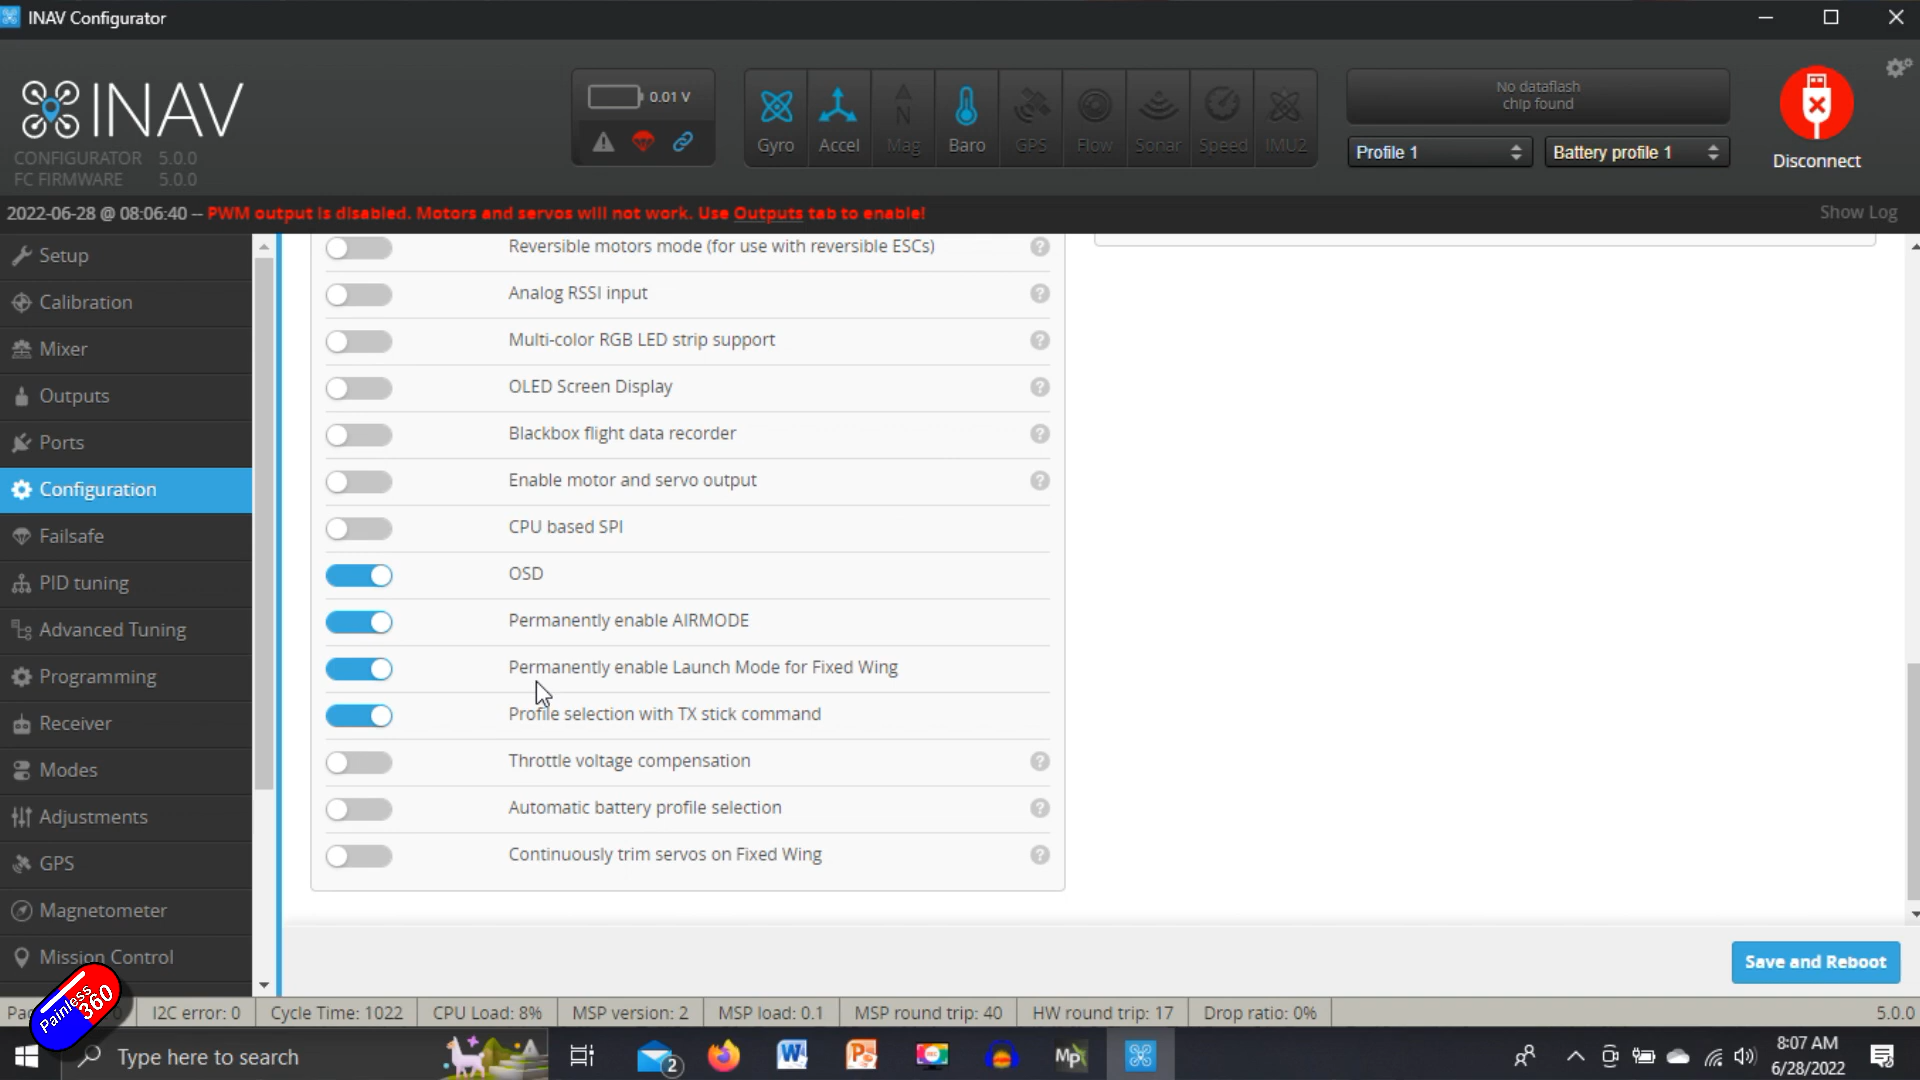 INAV Configurator
INAV
CONFIGURATOR 5.0.0
FC FIRMWARE 5.0.0
0.01 V
Gyro
Accel
Mag
Baro
GPS
Flow
Sonar
Speed
IMU2
No dataflash
chip found
Profile 1
Battery profile 1
Disconnect
2022-06-28 @ 08:06:40 -- PWM output is disabled. Motors and servos will not work. Use Outputs tab to enable!
Show Log
Setup
Calibration
Mixer
Outputs
Ports
Configuration
Failsafe
PID tuning
Advanced Tuning
Programming
Receiver
Modes
Adjustments
GPS
Magnetometer
Mission Control
Reversible motors mode (for use with reversible ESCs)
Analog RSSI input
Multi-color RGB LED strip support
OLED Screen Display
Blackbox flight data recorder
Enable motor and servo output
CPU based SPI
OSD
Permanently enable AIRMODE
Permanently enable Launch Mode for Fixed Wing
Profile selection with TX stick command
Throttle voltage compensation
Automatic battery profile selection
Continuously trim servos on Fixed Wing
Save and Reboot
Painless
360
I2C error: 0
Cycle Time: 1022
CPU Load: 8%
MSP version: 2
MSP load: 0.1
MSP round trip: 40
HW round trip: 17
Drop ratio: 0%
5.0.0
Type here to search
2
W
P
REC
Mp
8:07 AM
6/28/2022